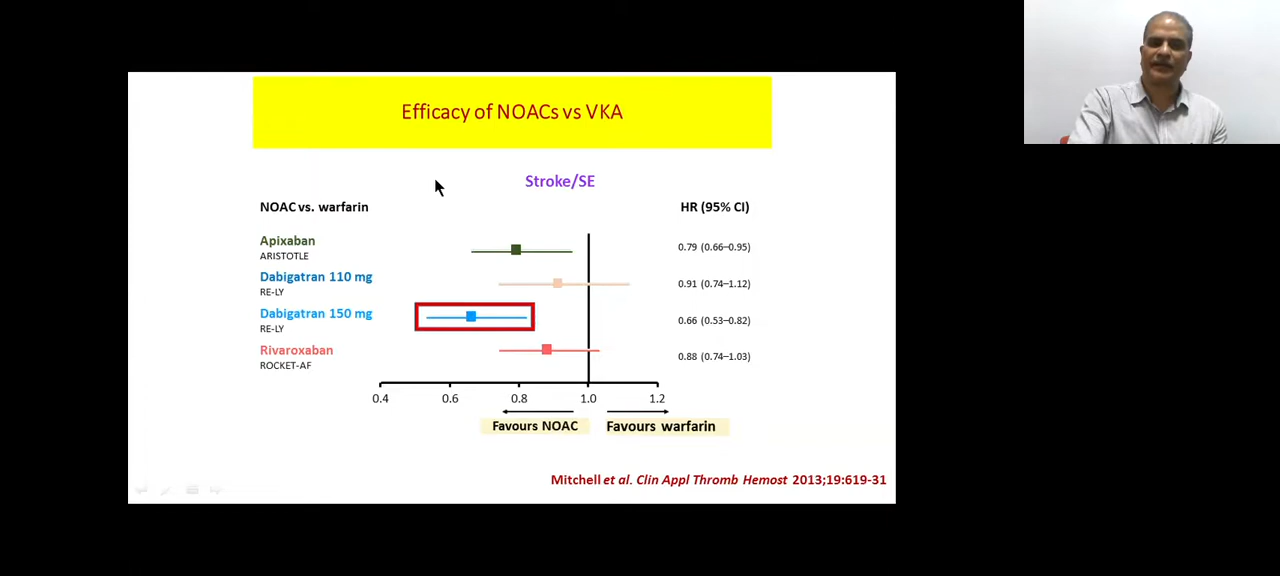 Efficacy of NOACs vs VKA
Stroke/SE
NOAC vs. warfarin HR (95% CI)
Apixaban
ARISTOTLE 0.79 (0.66–0.95)
Dabigatran 110 mg
RE-LY 0.91 (0.74–1.12)
Dabigatran 150 mg
RE-LY 0.66 (0.53–0.82)
Rivaroxaban
ROCKET-AF 0.88 (0.74–1.03)
0.4 0.6 0.8 1.0 1.2
Favours NOAC Favours warfarin
Mitchell et al. Clin Appl Thromb Hemost 2013;19:619-31